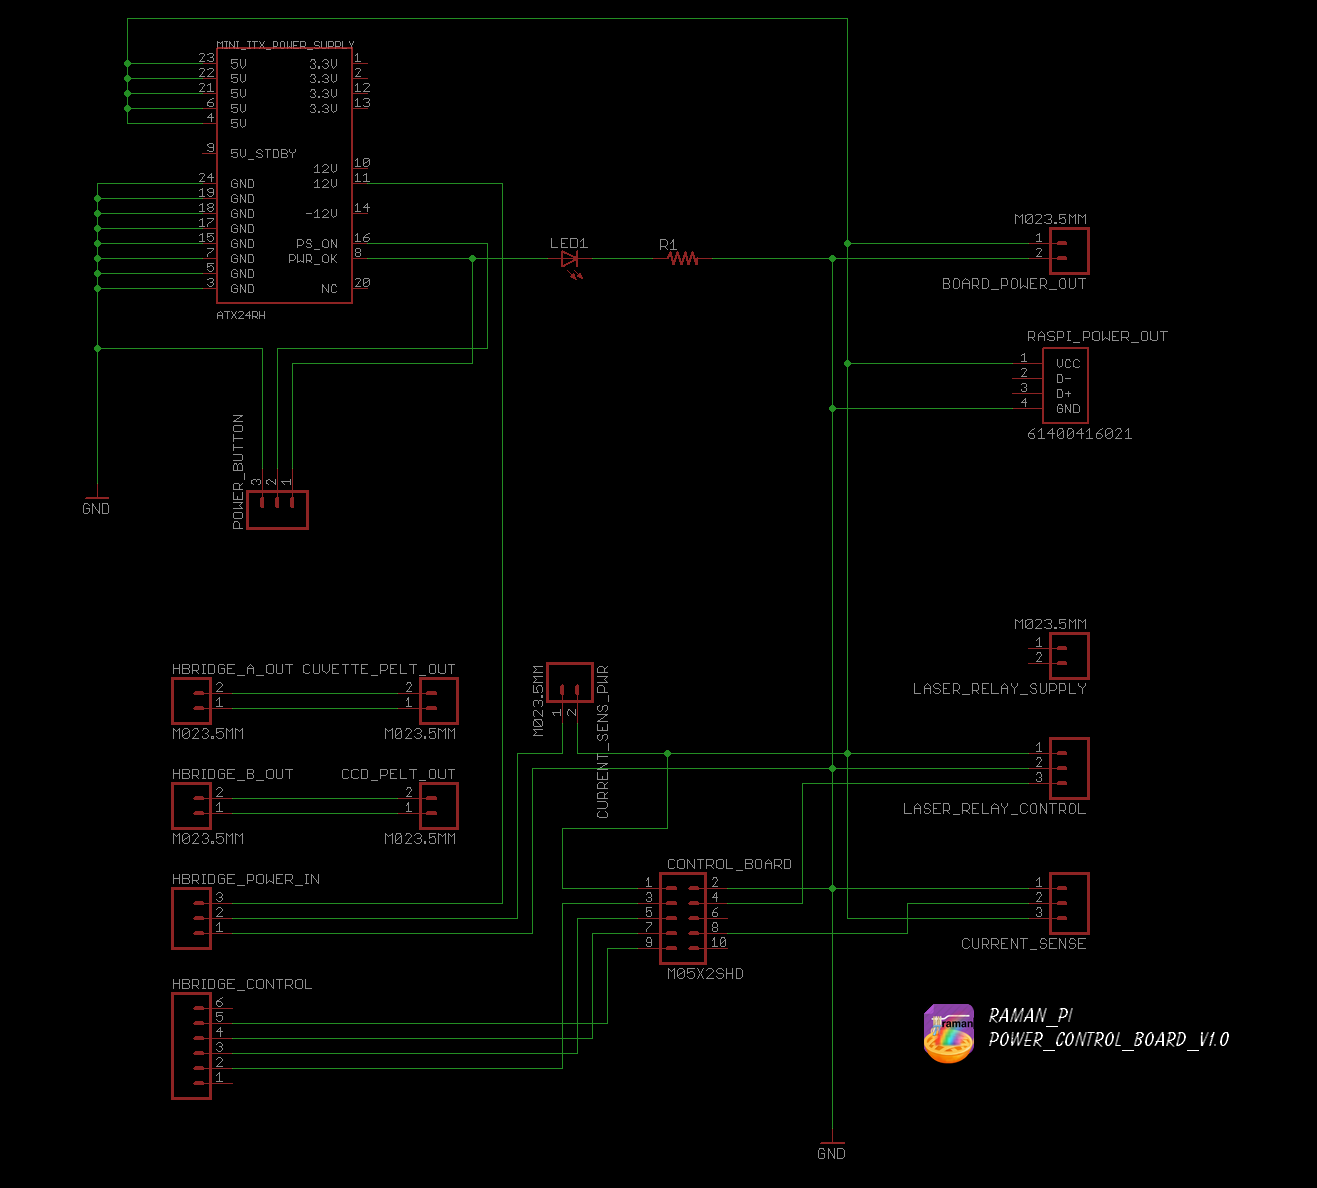 MINI_ITX_POWER_SUPPLY
23 5V 3.3V 1
22 5V 3.3V 2
21 5V 3.3V 12
6 5V 3.3V 13
4 5V
9 5V_STDBY
12V 10
24 GND 12V 11
19 GND
18 GND -12V 14
17 GND
15 GND PS_ON 16
7 GND PWR_OK 8
5 GND
3 GND NC 20
ATX24RH
LED1
R1
M023.5MM
1
2
BOARD_POWER_OUT
RASPI_POWER_OUT
1 VCC
2 D-
3 D+
4 GND
61400416021
POWER_BUTTON
3 2 1
GND
M023.5MM
1
2
LASER_RELAY_SUPPLY
HBRIDGE_A_OUT CUVETTE_PELT_OUT
2 2
1 1
M023.5MM M023.5MM
M023.5MM
1 2
CURRENT_SENS_PWR
1
2
3
LASER_RELAY_CONTROL
HBRIDGE_B_OUT CCD_PELT_OUT
2 2
1 1
M023.5MM M023.5MM
HBRIDGE_POWER_IN
3
2
1
CONTROL_BOARD
1 2
3 4
5 6
7 8
9 10
M05X2SHD
1
2
3
CURRENT_SENSE
HBRIDGE_CONTROL
6
5
4
3
2
1
raman
RAMAN_PI
POWER_CONTROL_BOARD_V1.0
GND